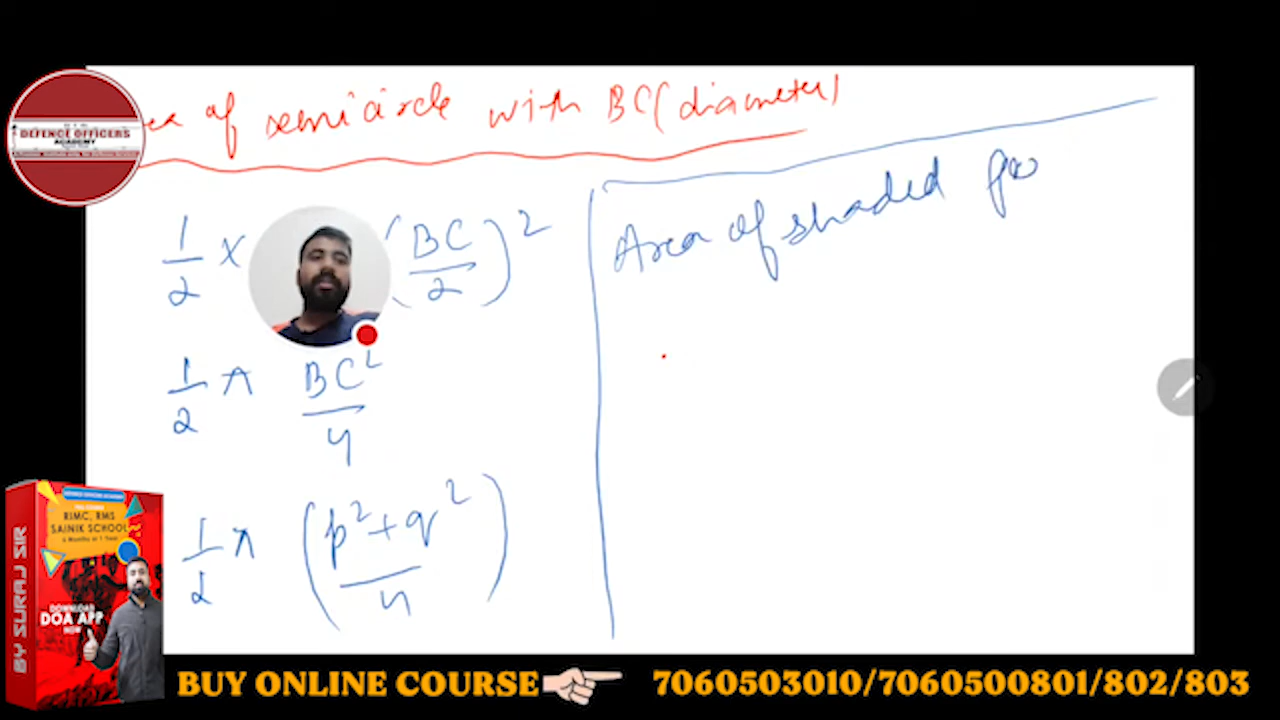 DEFENCE OFFICERS
ACADEMY
of semicircle with BC (diameter)
1/2 × (BC/2)²
1/2 π BC²/4
1/2 π (p²+q²/4)
Area of shaded
RIMC, RMS
SAINIK SCHOOL
DOWNLOAD
DOA APP
NOW
BY SURAJ SIR
BUY ONLINE COURSE
7060503010/7060500801/802/803